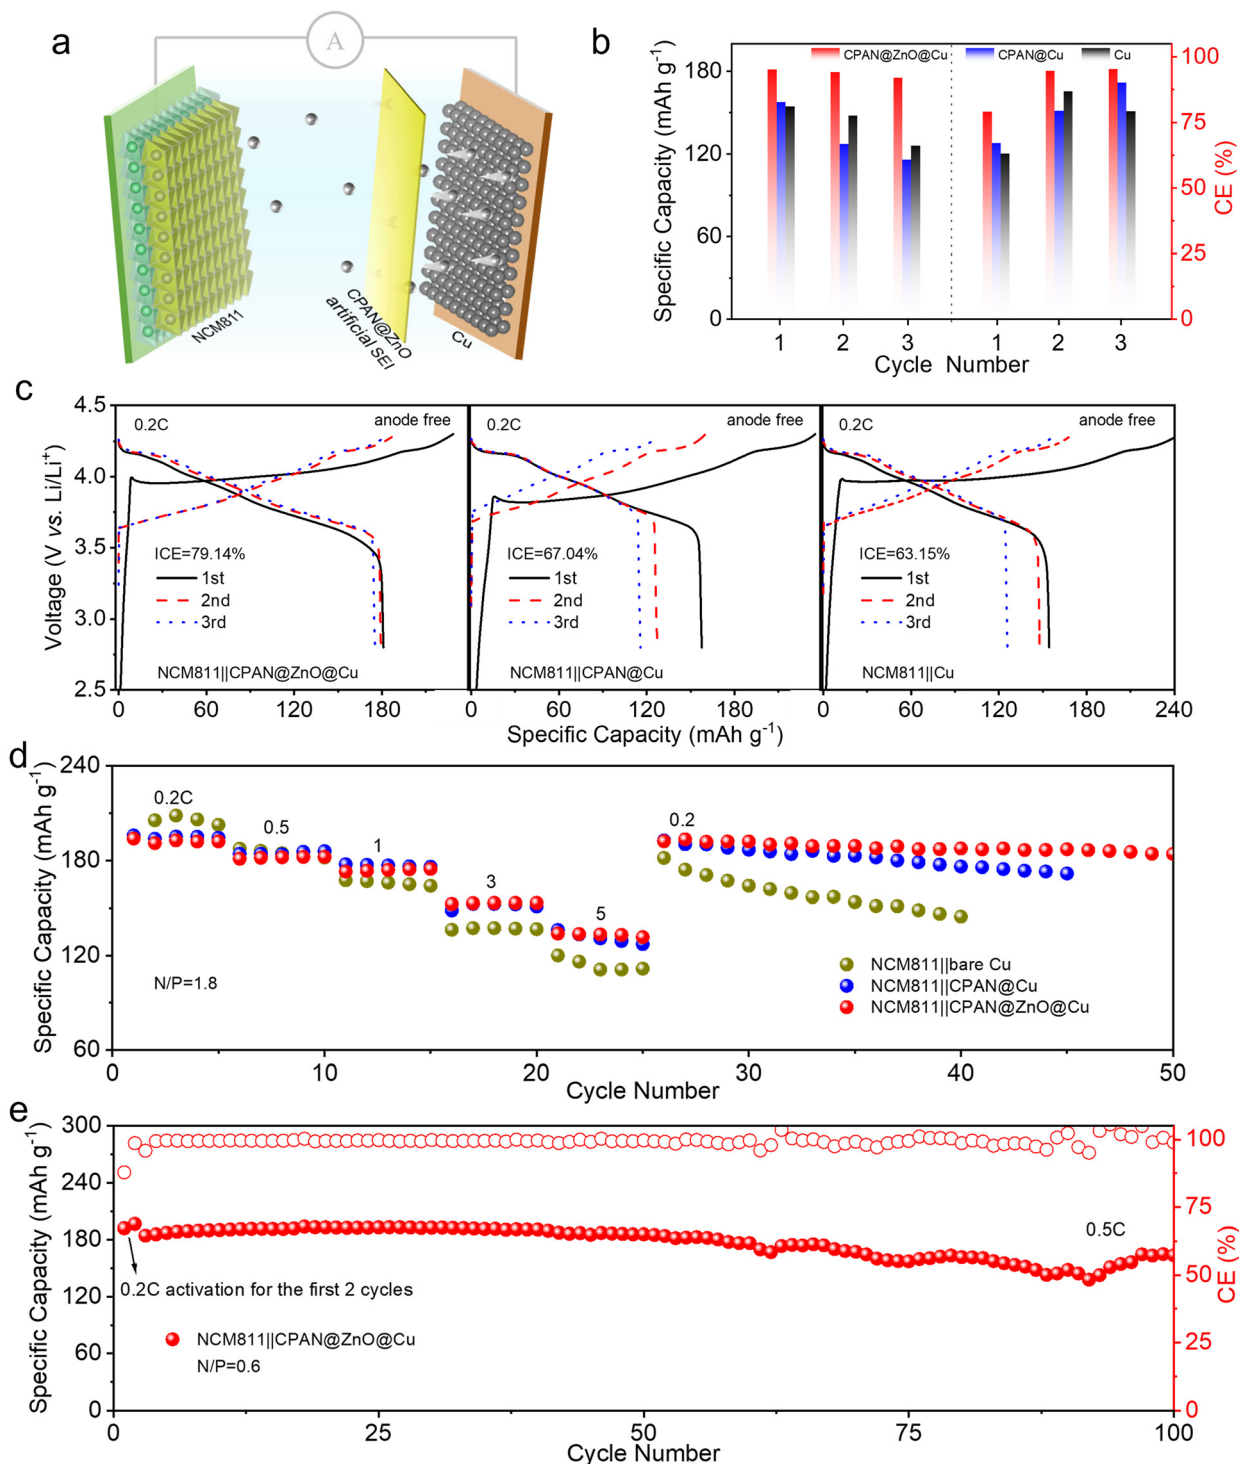 a
A
NCM811
CPAN@ZnO
artificial SEI
Cu
b
CPAN@ZnO@Cu CPAN@Cu Cu
Specific Capacity (mAh g⁻¹)
180
120
60
0
100
75
50
25
0
CE (%)
1 2 3 1 2 3
Cycle Number
c
Voltage (V vs. Li/Li⁺)
4.5
4.0
3.5
3.0
2.5
0.2C anode free
ICE=79.14%
1st
2nd
3rd
NCM811||CPAN@ZnO@Cu
0.2C anode free
ICE=67.04%
1st
2nd
3rd
NCM811||CPAN@Cu
0.2C anode free
ICE=63.15%
1st
2nd
3rd
NCM811||Cu
0 60 120 180 0 60 120 180 0 60 120 180 240
Specific Capacity (mAh g⁻¹)
d
Specific Capacity (mAh g⁻¹)
240
180
120
60
0.2C
0.5
1
3
5
0.2
N/P=1.8
NCM811||bare Cu
NCM811||CPAN@Cu
NCM811||CPAN@ZnO@Cu
0 10 20 30 40 50
Cycle Number
e
Specific Capacity (mAh g⁻¹)
300
240
180
120
60
0
100
75
50
25
0
CE (%)
0.5C
0.2C activation for the first 2 cycles
NCM811||CPAN@ZnO@Cu
N/P=0.6
0 25 50 75 100
Cycle Number